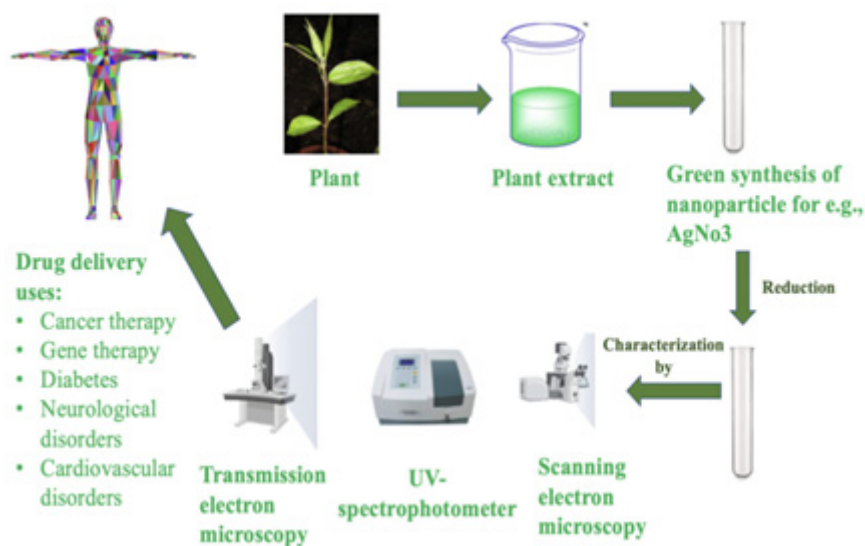 Plant
Plant extract
Green synthesis of
nanoparticle for e.g.,
AgNo3
Reduction
Characterization
by
Scanning
electron
microscopy
UV-
spectrophotometer
Transmission
electron
microscopy
Drug delivery
uses:
• Cancer therapy
• Gene therapy
• Diabetes
• Neurological
disorders
• Cardiovascular
disorders